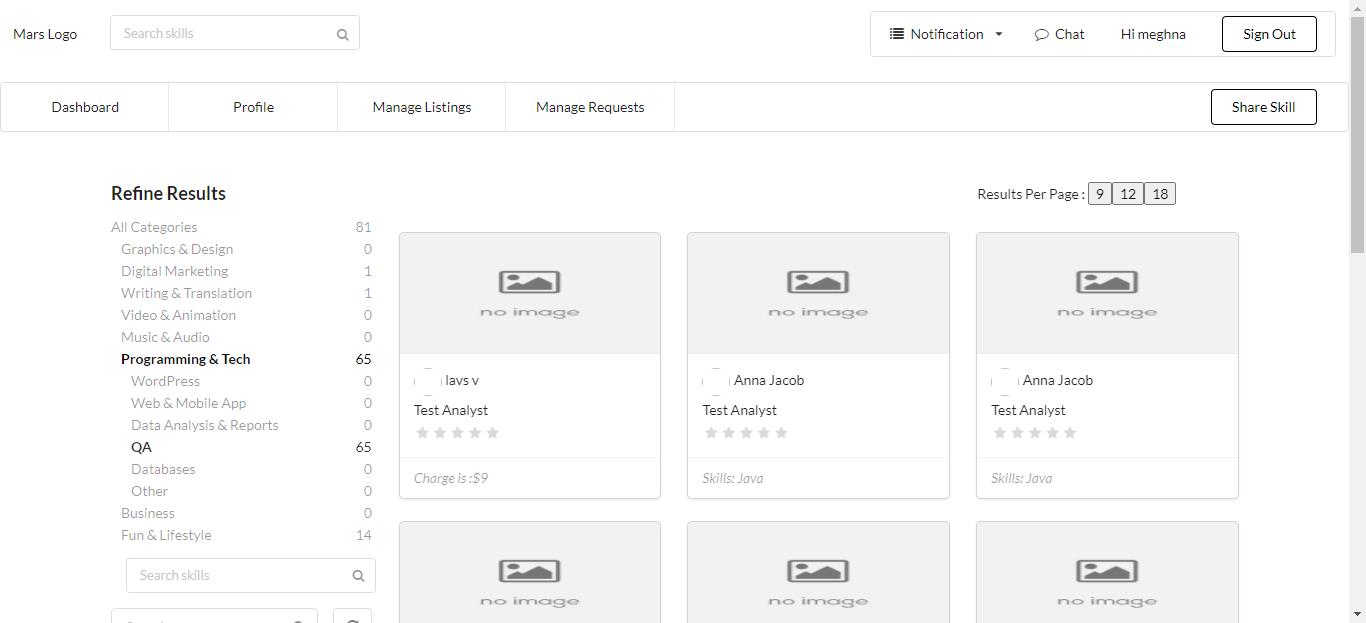 Mars Logo
Search skills
Notification
Chat
Hi meghna
Sign Out
Dashboard
Profile
Manage Listings
Manage Requests
Share Skill
Refine Results
Results Per Page : 9 12 18
All Categories 81
Graphics & Design 0
Digital Marketing 1
Writing & Translation 1
Video & Animation 0
Music & Audio 0
Programming & Tech 65
WordPress 0
Web & Mobile App 0
Data Analysis & Reports 0
QA 65
Databases 0
Other 0
Business 0
Fun & Lifestyle 14
Search skills
no image
lavs v
Test Analyst
Charge is :$9
no image
Anna Jacob
Test Analyst
Skills: Java
no image
Anna Jacob
Test Analyst
Skills: Java
no image
no image
no image